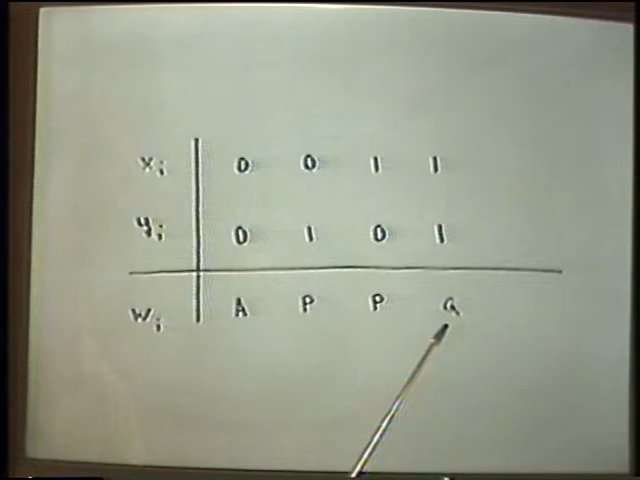 xᵢ 0 0 1 1
yᵢ 0 1 0 1
wᵢ A P P G